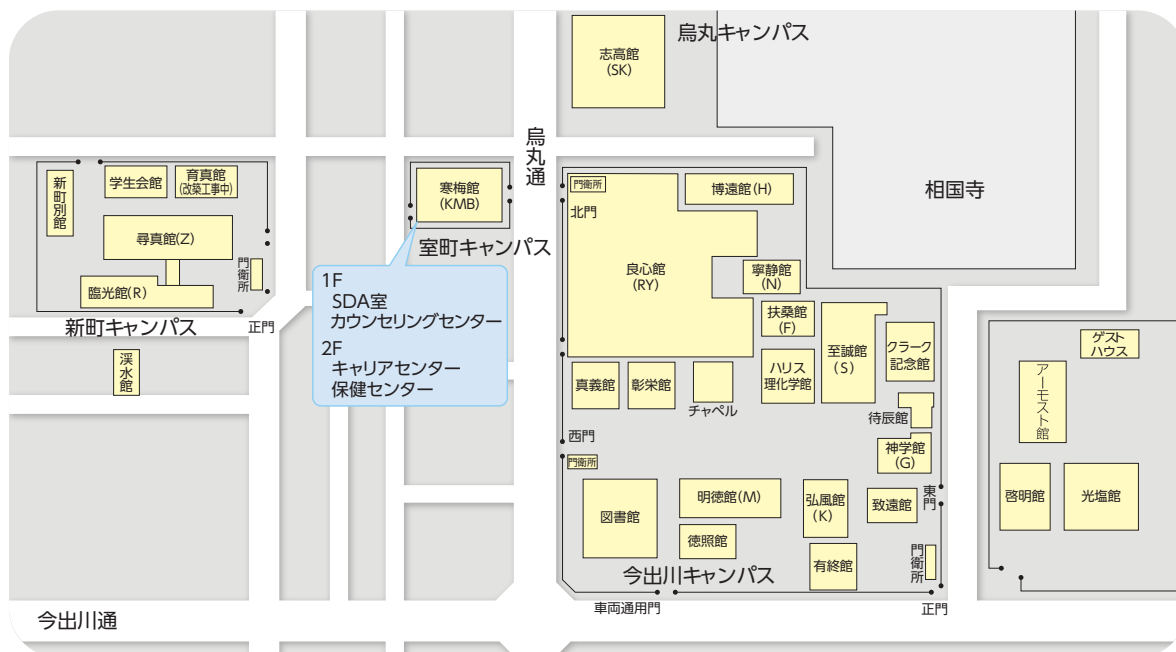 烏丸キャンパス
志高館
(SK)
烏丸通
相国寺
新町別館
学生会館
育真館
(改築工事中)
尋真館(Z)
臨光館(R)
門衛所
新町キャンパス
正門
渓水館
寒梅館
(KMB)
室町キャンパス
1F
SDA室
カウンセリングセンター
2F
キャリアセンター
保健センター
門衛所
北門
博遠館(H)
良心館
(RY)
寧静館
(N)
扶桑館
(F)
至誠館
(S)
クラーク
記念館
ハリス
理化学館
真義館
彰栄館
チャペル
待辰館
神学館
(G)
西門
門衛所
図書館
明徳館(M)
徳照館
弘風館
(K)
致遠館
東門
有終館
門衛所
今出川キャンパス
車両通用門
正門
ゲスト
ハウス
アーモスト館
啓明館
光塩館
今出川通